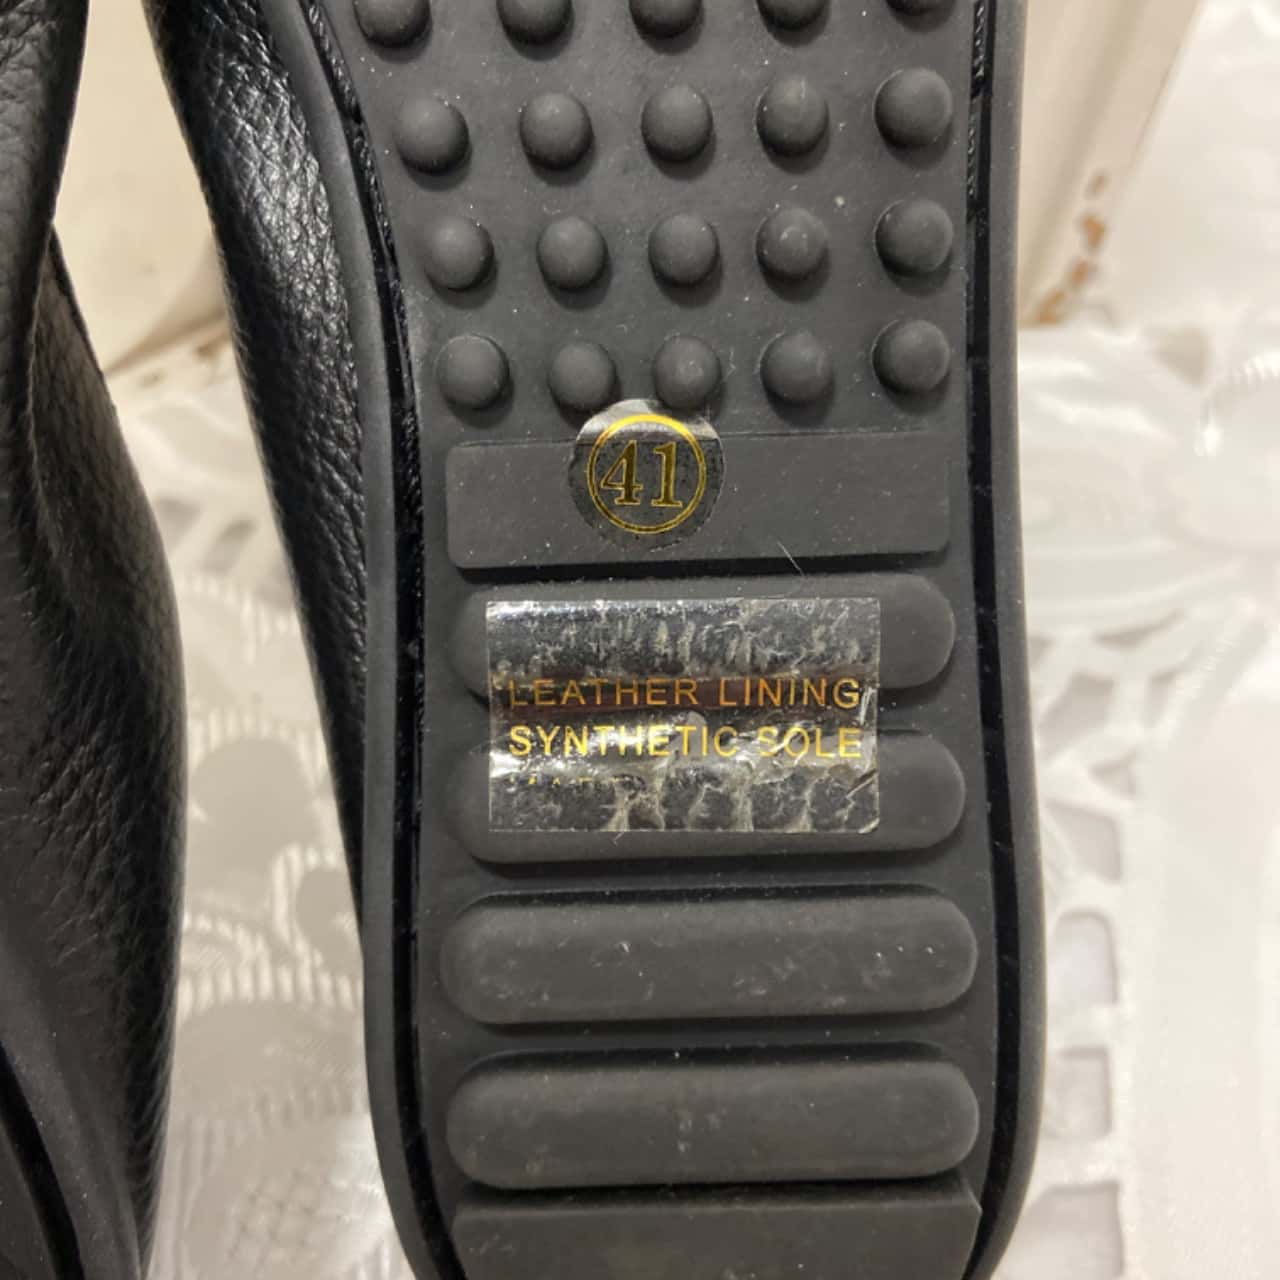 41
LEATHER LINING
SYNTHETIC SOLE